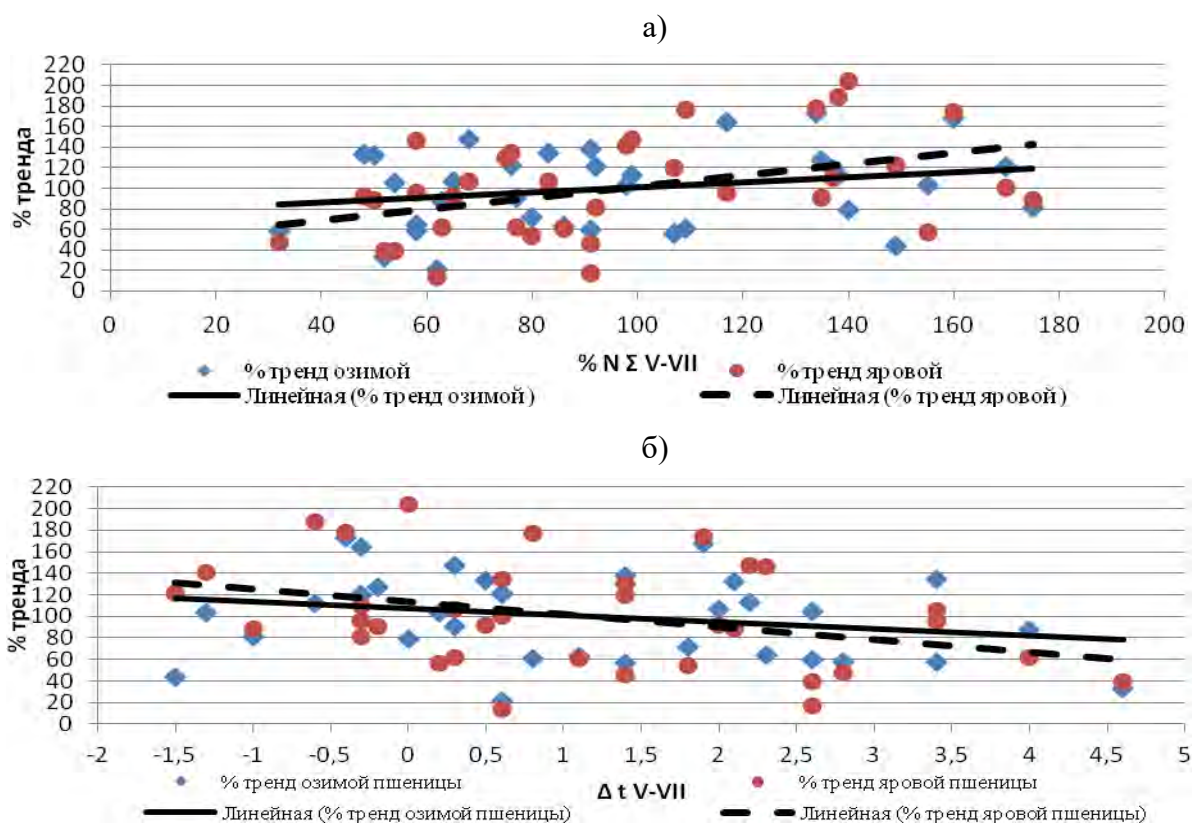 а)
% тренда
220
200
180
160
140
120
100
80
60
40
20
0
0 20 40 60 80 100 120 140 160 180 200
% N Σ V-VII
% тренд озимой % тренд яровой
Линейная (% тренд озимой ) Линейная (% тренд яровой )
б)
% тренда
220
200
180
160
140
120
100
80
60
40
20
0
-2 -1,5 -1 -0,5 0 0,5 1 1,5 2 2,5 3 3,5 4 4,5 5
Δ t V-VII
% тренд озимой пшеницы % тренд яровой пшеницы
Линейная (% тренд озимой пшеницы) Линейная (% тренд яровой пшеницы)